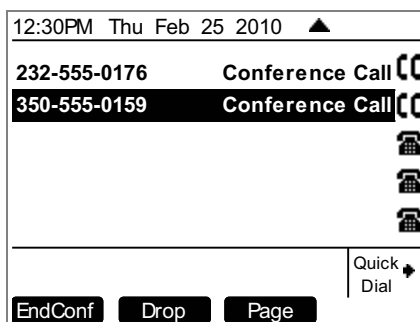 12:30PM Thu Feb 25 2010
232-555-0176 Conference Call
350-555-0159 Conference Call
Quick
Dial
EndConf Drop Page